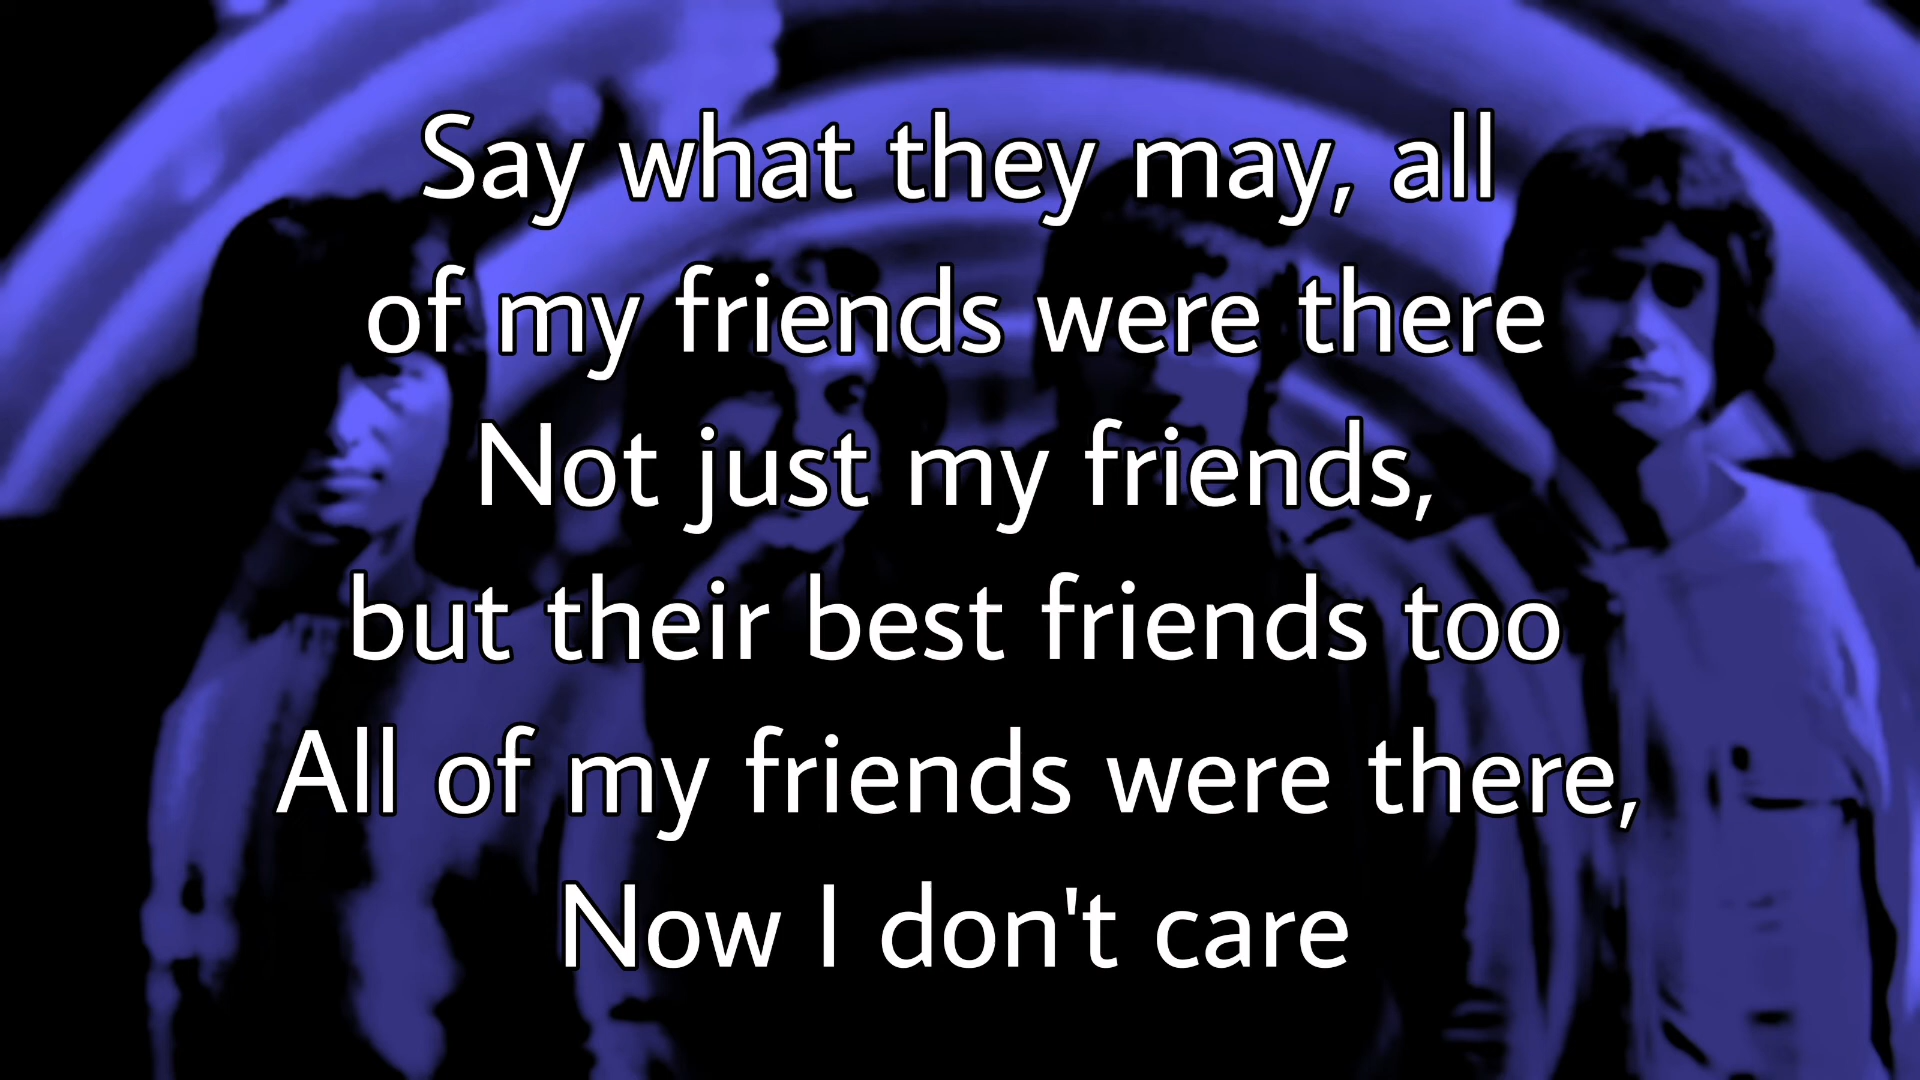 Say what they may, all
of my friends were there
Not just my friends,
but their best friends too
All of my friends were there,
Now I don't care